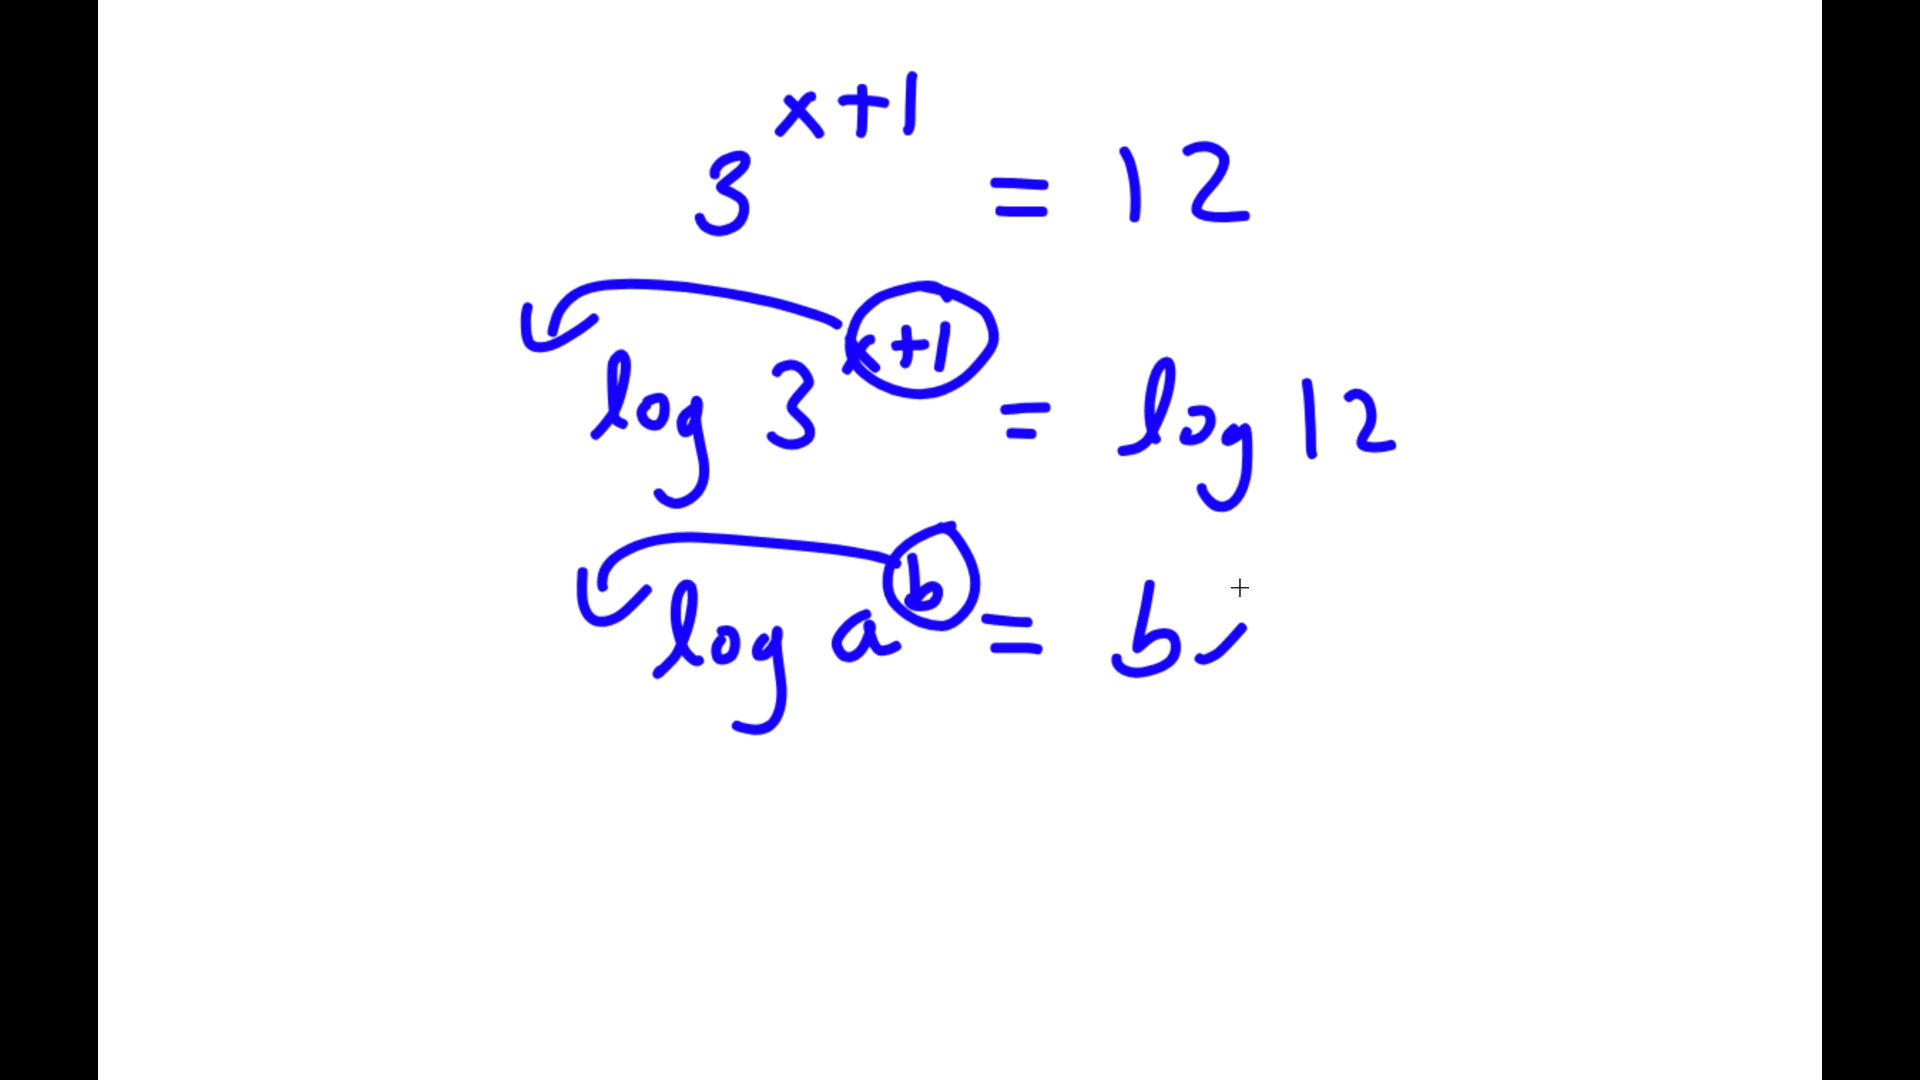 3^{x+1} = 12
log 3^{x+1} = log 12
log a^b = b